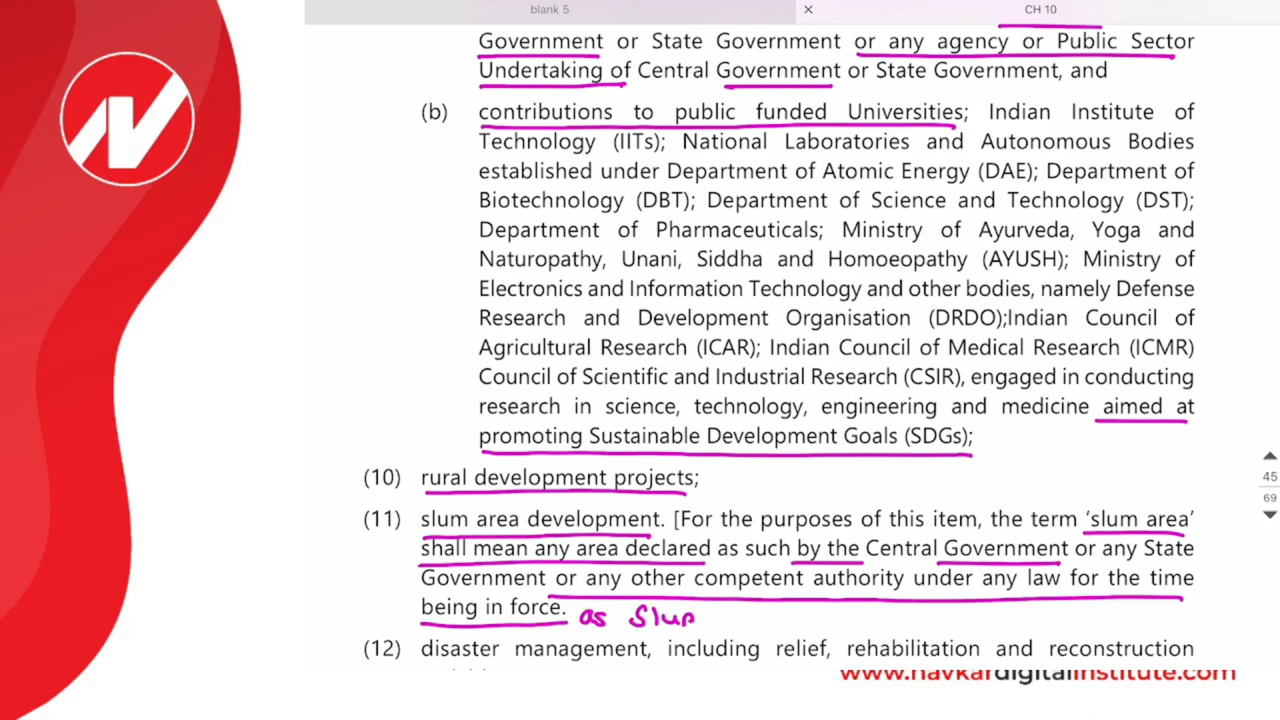 blank 5
CH 10
Government or State Government or any agency or Public Sector
Undertaking of Central Government or State Government, and
(b) contributions to public funded Universities; Indian Institute of
Technology (IITs); National Laboratories and Autonomous Bodies
established under Department of Atomic Energy (DAE); Department of
Biotechnology (DBT); Department of Science and Technology (DST);
Department of Pharmaceuticals; Ministry of Ayurveda, Yoga and
Naturopathy, Unani, Siddha and Homoeopathy (AYUSH); Ministry of
Electronics and Information Technology and other bodies, namely Defense
Research and Development Organisation (DRDO);Indian Council of
Agricultural Research (ICAR); Indian Council of Medical Research (ICMR)
Council of Scientific and Industrial Research (CSIR), engaged in conducting
research in science, technology, engineering and medicine aimed at
promoting Sustainable Development Goals (SDGs);
(10) rural development projects;
(11) slum area development. [For the purposes of this item, the term ‘slum area’
shall mean any area declared as such by the Central Government or any State
Government or any other competent authority under any law for the time
being in force. as Slup
(12) disaster management, including relief, rehabilitation and reconstruction
www.navkardigitalinstitute.com
45
69